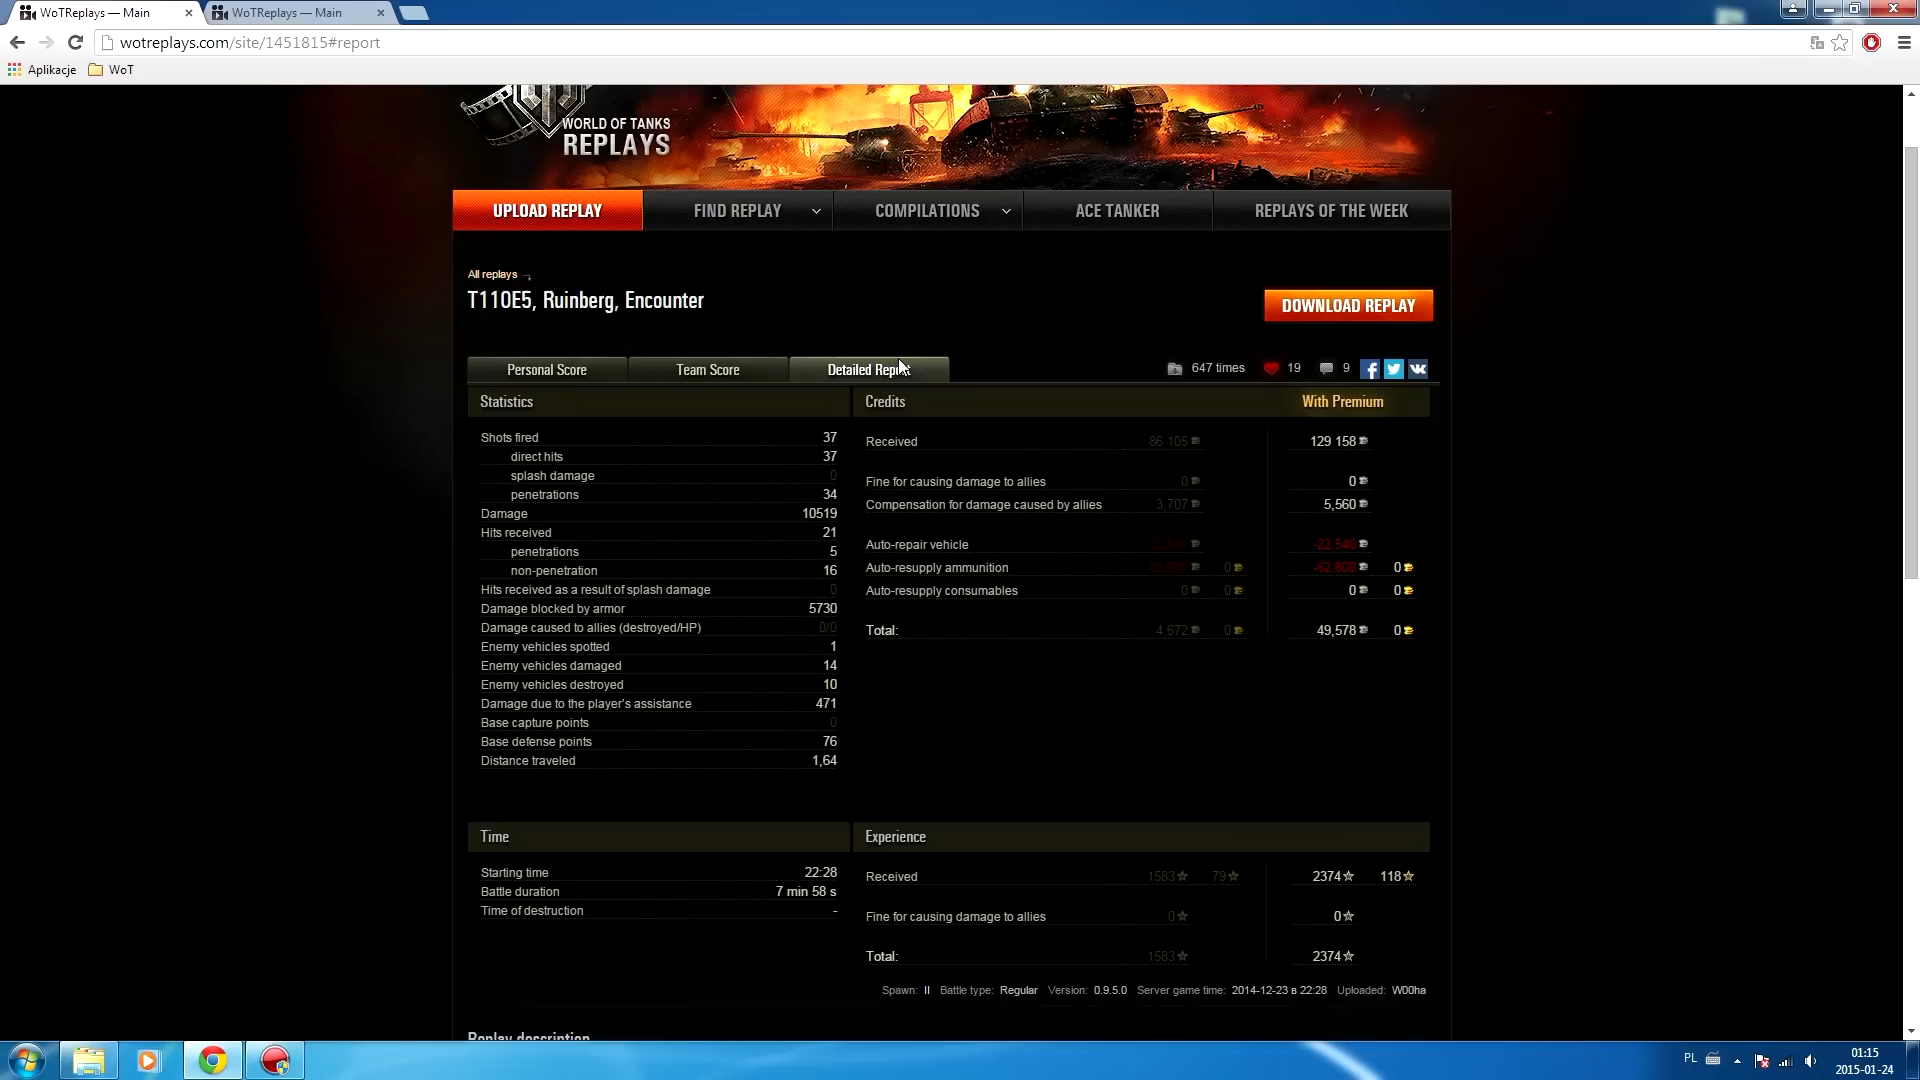 WoTReplays — Main
WoTReplays — Main
wotreplays.com/site/1451815#report
Aplikacje
WoT
WORLD OF TANKS
REPLAYS
UPLOAD REPLAY
FIND REPLAY
COMPILATIONS
ACE TANKER
REPLAYS OF THE WEEK
All replays
T110E5, Ruinberg, Encounter
DOWNLOAD REPLAY
Personal Score
Team Score
Detailed
647 times
19
9
Statistics
Shots fired 37
direct hits 37
splash damage 0
penetrations 34
Damage 10519
Hits received 21
penetrations 5
non-penetration 16
Hits received as a result of splash damage 0
Damage blocked by armor 5730
Damage caused to allies (destroyed/HP) 0/0
Enemy vehicles spotted 1
Enemy vehicles damaged 14
Enemy vehicles destroyed 10
Damage due to the player's assistance 471
Base capture points 0
Base defense points 76
Distance traveled 1,64
Credits With Premium
Received 86 105 129 158
Fine for causing damage to allies 0 0
Compensation for damage caused by allies 3,707 5,560
Auto-repair vehicle -22 540
Auto-resupply ammunition 0 -62 600 0
Auto-resupply consumables 0 0 0 0
Total: 4,672 0 49,578 0
Time
Starting time 22:28
Battle duration 7 min 58 s
Time of destruction -
Experience
Received 1583 79 2374 118
Fine for causing damage to allies 0 0
Total: 1583 2374
Spawn: II Battle type: Regular Version: 0.9.5.0 Server game time: 2014-12-23 в 22:28 Uploaded: W00ha
Replay description
PL
01:15
2015-01-24